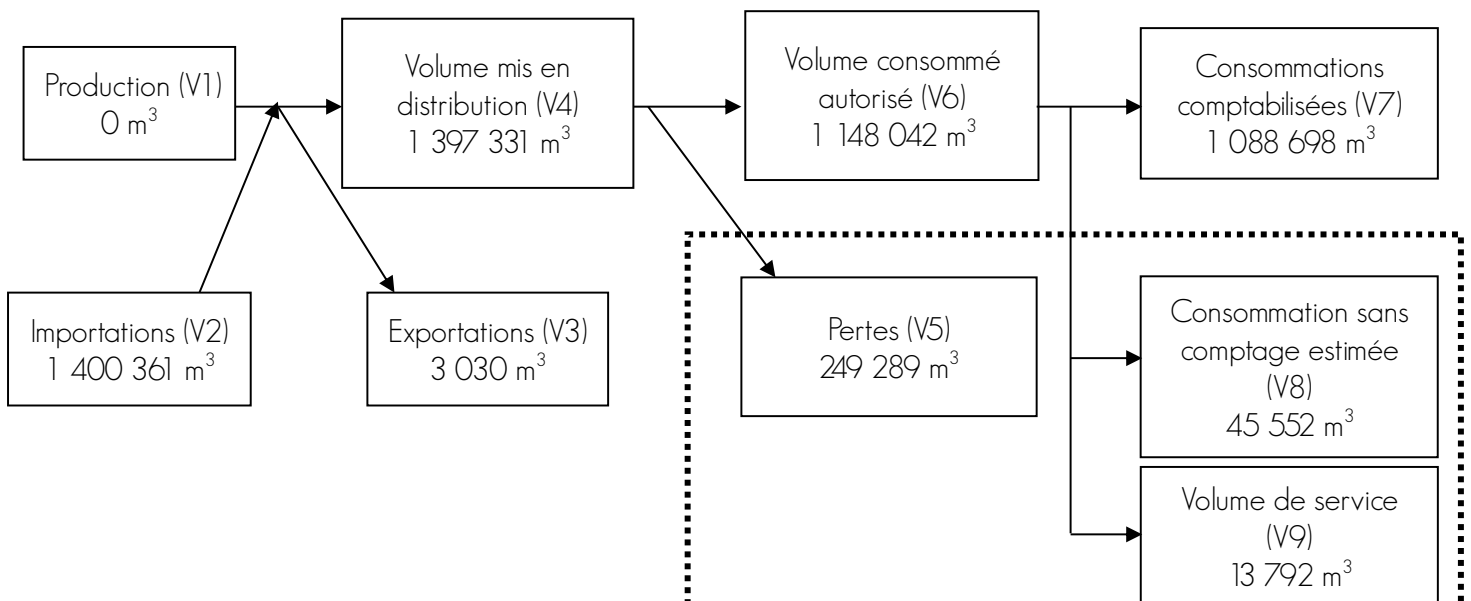 Production (V1)
0 m³
Volume mis en
distribution (V4)
1 397 331 m³
Volume consommé
autorisé (V6)
1 148 042 m³
Consommations
comptabilisées (V7)
1 088 698 m³
Importations (V2)
1 400 361 m³
Exportations (V3)
3 030 m³
Pertes (V5)
249 289 m³
Consommation sans
comptage estimée
(V8)
45 552 m³
Volume de service
(V9)
13 792 m³